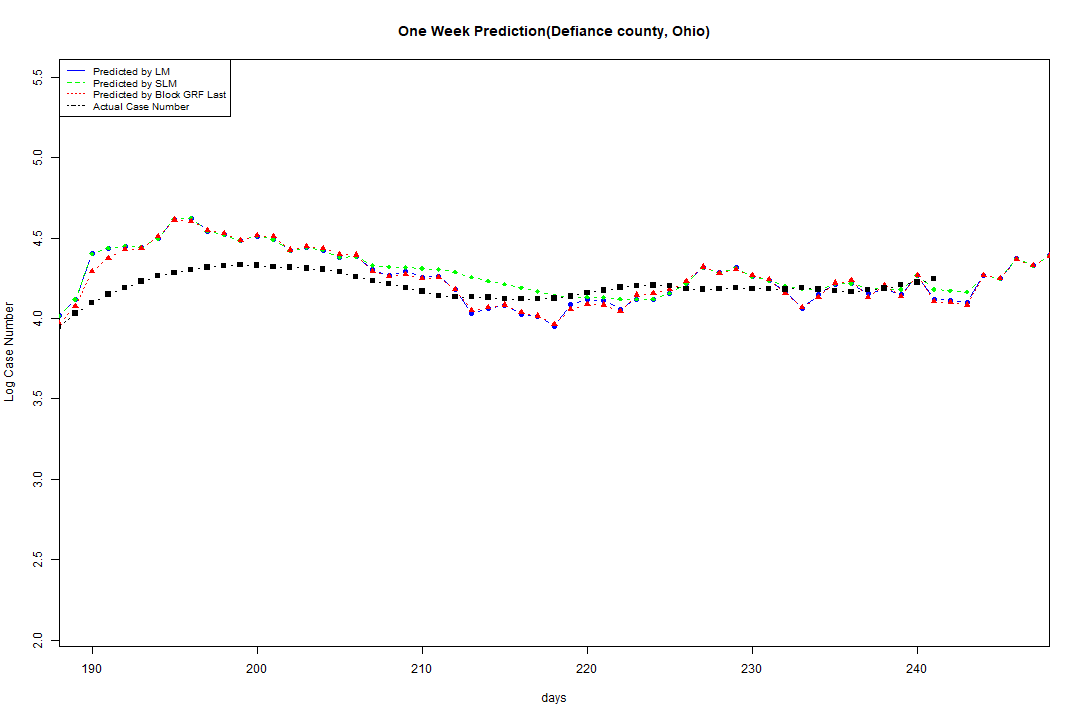 One Week Prediction(Defiance county, Ohio)
Predicted by LM
Predicted by SLM
Predicted by Block GRF Last
Actual Case Number
5.5
5.0
4.5
4.0
3.5
3.0
2.5
2.0
Log Case Number
190 200 210 220 230 240
days